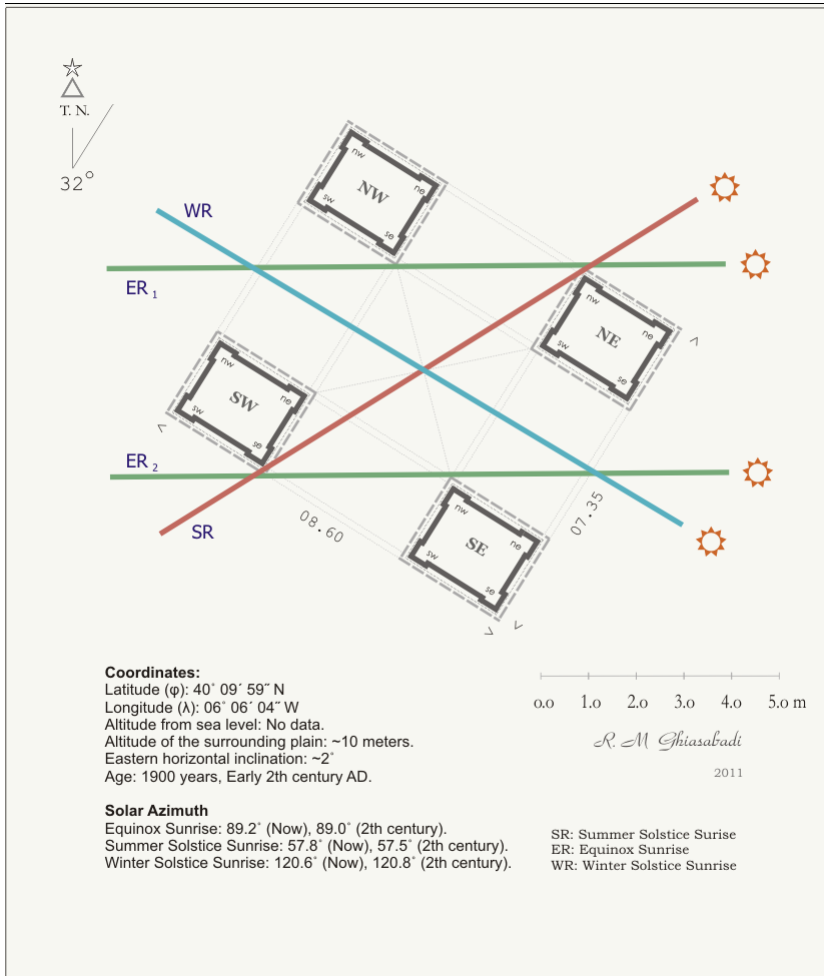 T. N.
32°
WR
ER 1
ER 2
SR
NW
nw
ne
sw
se
NE
nw
ne
sw
se
SW
nw
ne
sw
se
SE
nw
ne
sw
se
08.60
07.35
Coordinates:
Latitude (φ): 40° 09´ 59˝ N
Longitude (λ): 06° 06´ 04˝ W
Altitude from sea level: No data.
Altitude of the surrounding plain: ~10 meters.
Eastern horizontal inclination: ~2°
Age: 1900 years, Early 2th century AD.
Solar Azimuth
Equinox Sunrise: 89.2° (Now), 89.0° (2th century).
Summer Solstice Sunrise: 57.8° (Now), 57.5° (2th century).
Winter Solstice Sunrise: 120.6° (Now), 120.8° (2th century).
0.0 1.0 2.0 3.0 4.0 5.0 m
R. M Ghiasabadi
2011
SR: Summer Solstice Surise
ER: Equinox Sunrise
WR: Winter Solstice Sunrise